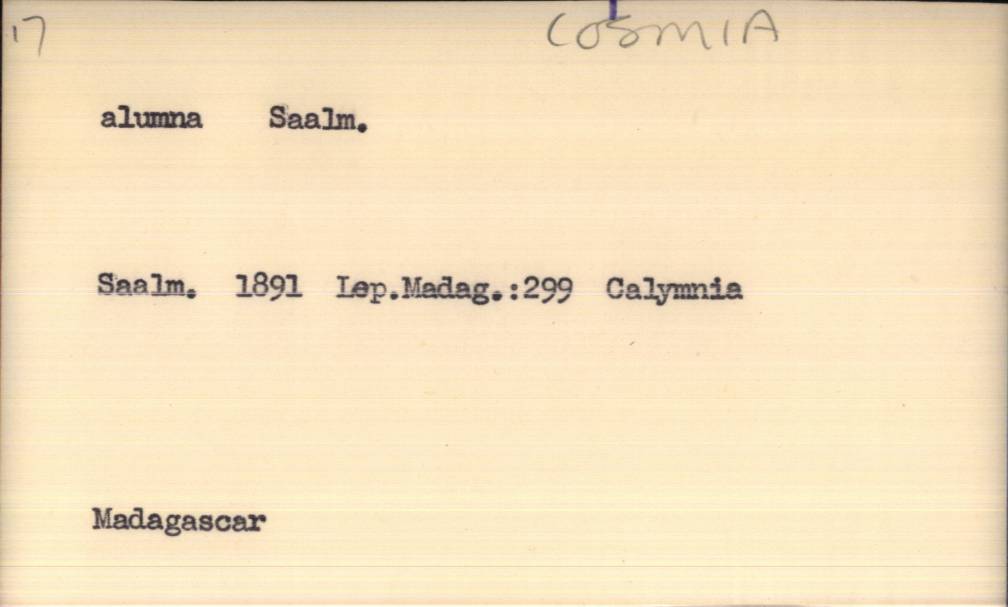 17 COSMIA
alumna Saalm.
Saalm. 1891 Lep.Madag.:299 Calymnia
Madagascar